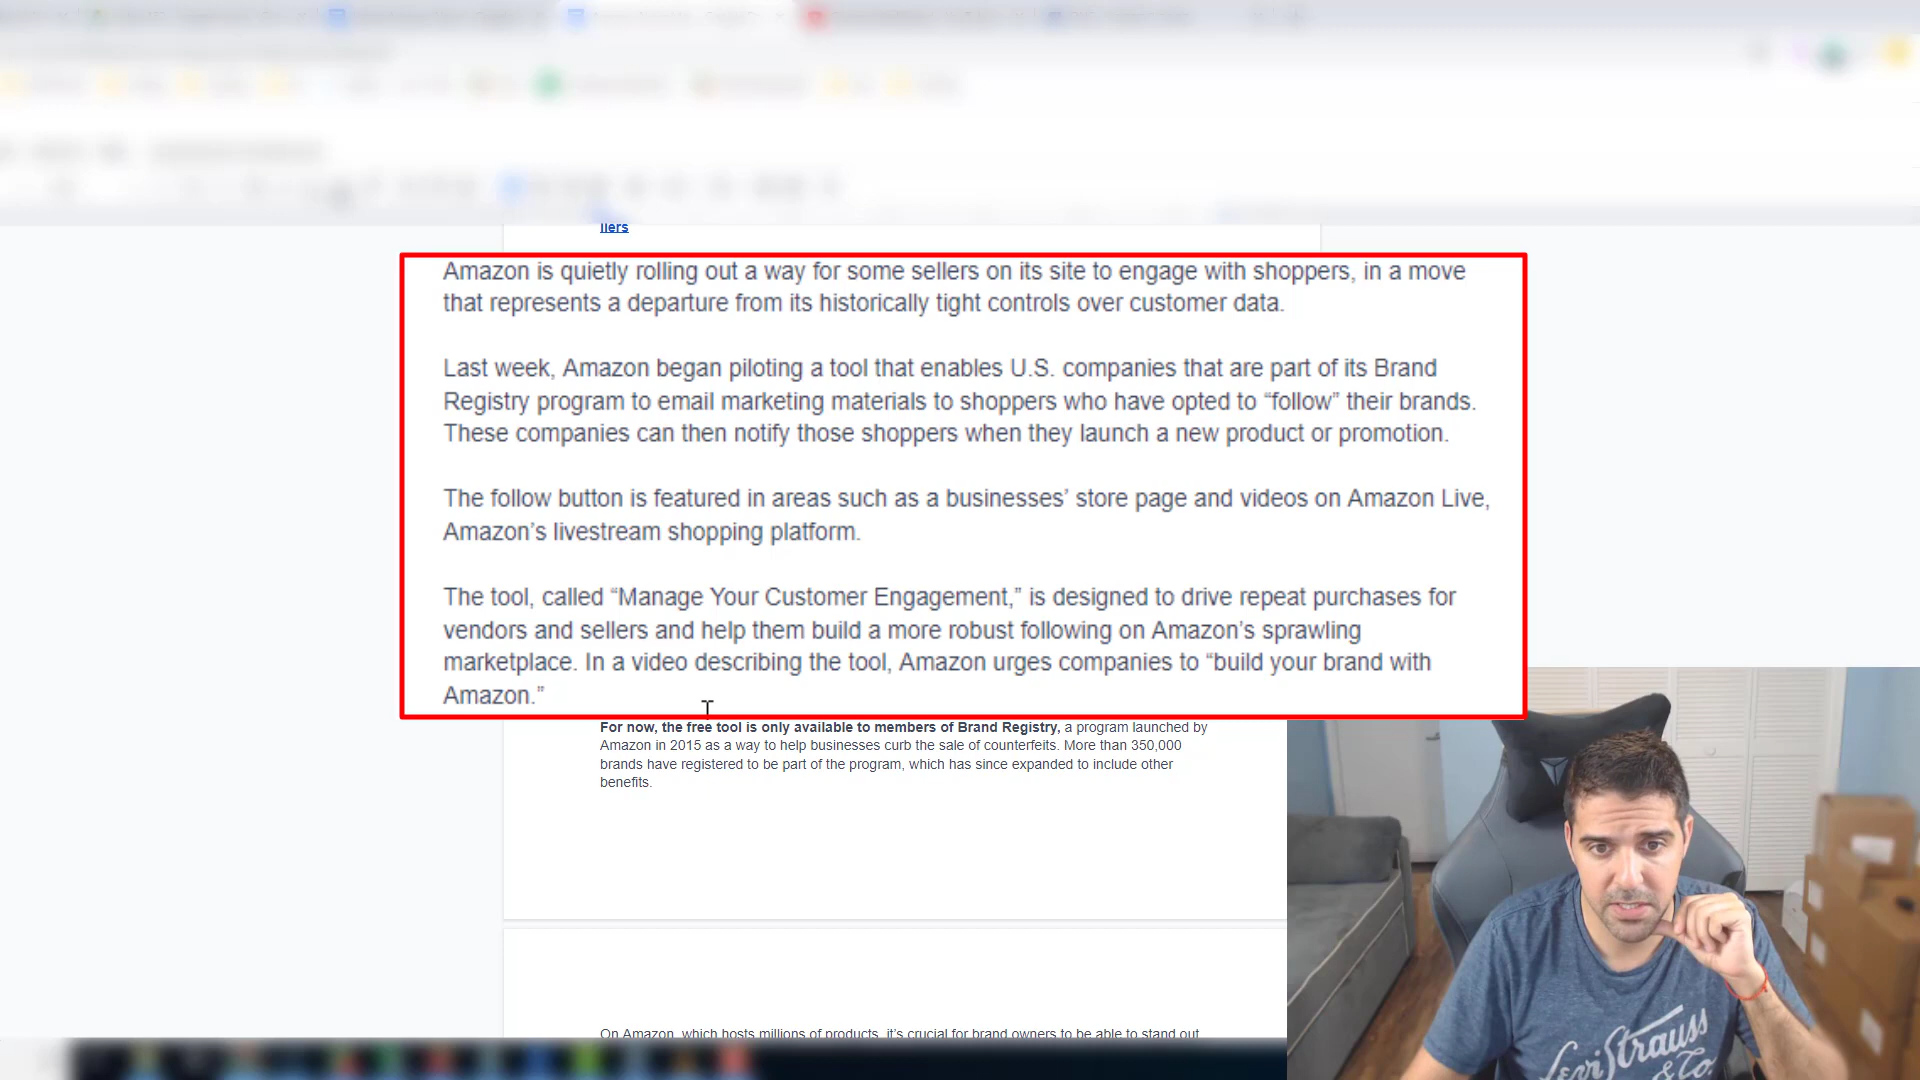 llers
Amazon is quietly rolling out a way for some sellers on its site to engage with shoppers, in a move
that represents a departure from its historically tight controls over customer data.
Last week, Amazon began piloting a tool that enables U.S. companies that are part of its Brand
Registry program to email marketing materials to shoppers who have opted to “follow” their brands.
These companies can then notify those shoppers when they launch a new product or promotion.
The follow button is featured in areas such as a businesses’ store page and videos on Amazon Live,
Amazon’s livestream shopping platform.
The tool, called “Manage Your Customer Engagement,” is designed to drive repeat purchases for
vendors and sellers and help them build a more robust following on Amazon’s sprawling
marketplace. In a video describing the tool, Amazon urges companies to “build your brand with
Amazon.”
For now, the free tool is only available to members of Brand Registry, a program launched by
Amazon in 2015 as a way to help businesses curb the sale of counterfeits. More than 350,000
brands have registered to be part of the program, which has since expanded to include other
benefits.
On Amazon, which hosts millions of products, it’s crucial for brand owners to be able to stand out
Levi Strauss
& Co.